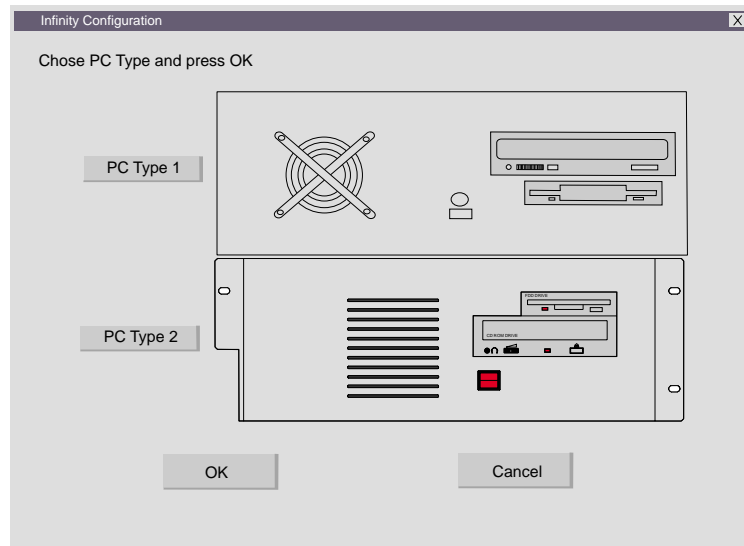 Infinity Configuration
X
Chose PC Type and press OK
PC Type 1
FDD DRIVE
PC Type 2
CD ROM DRIVE
OK
Cancel